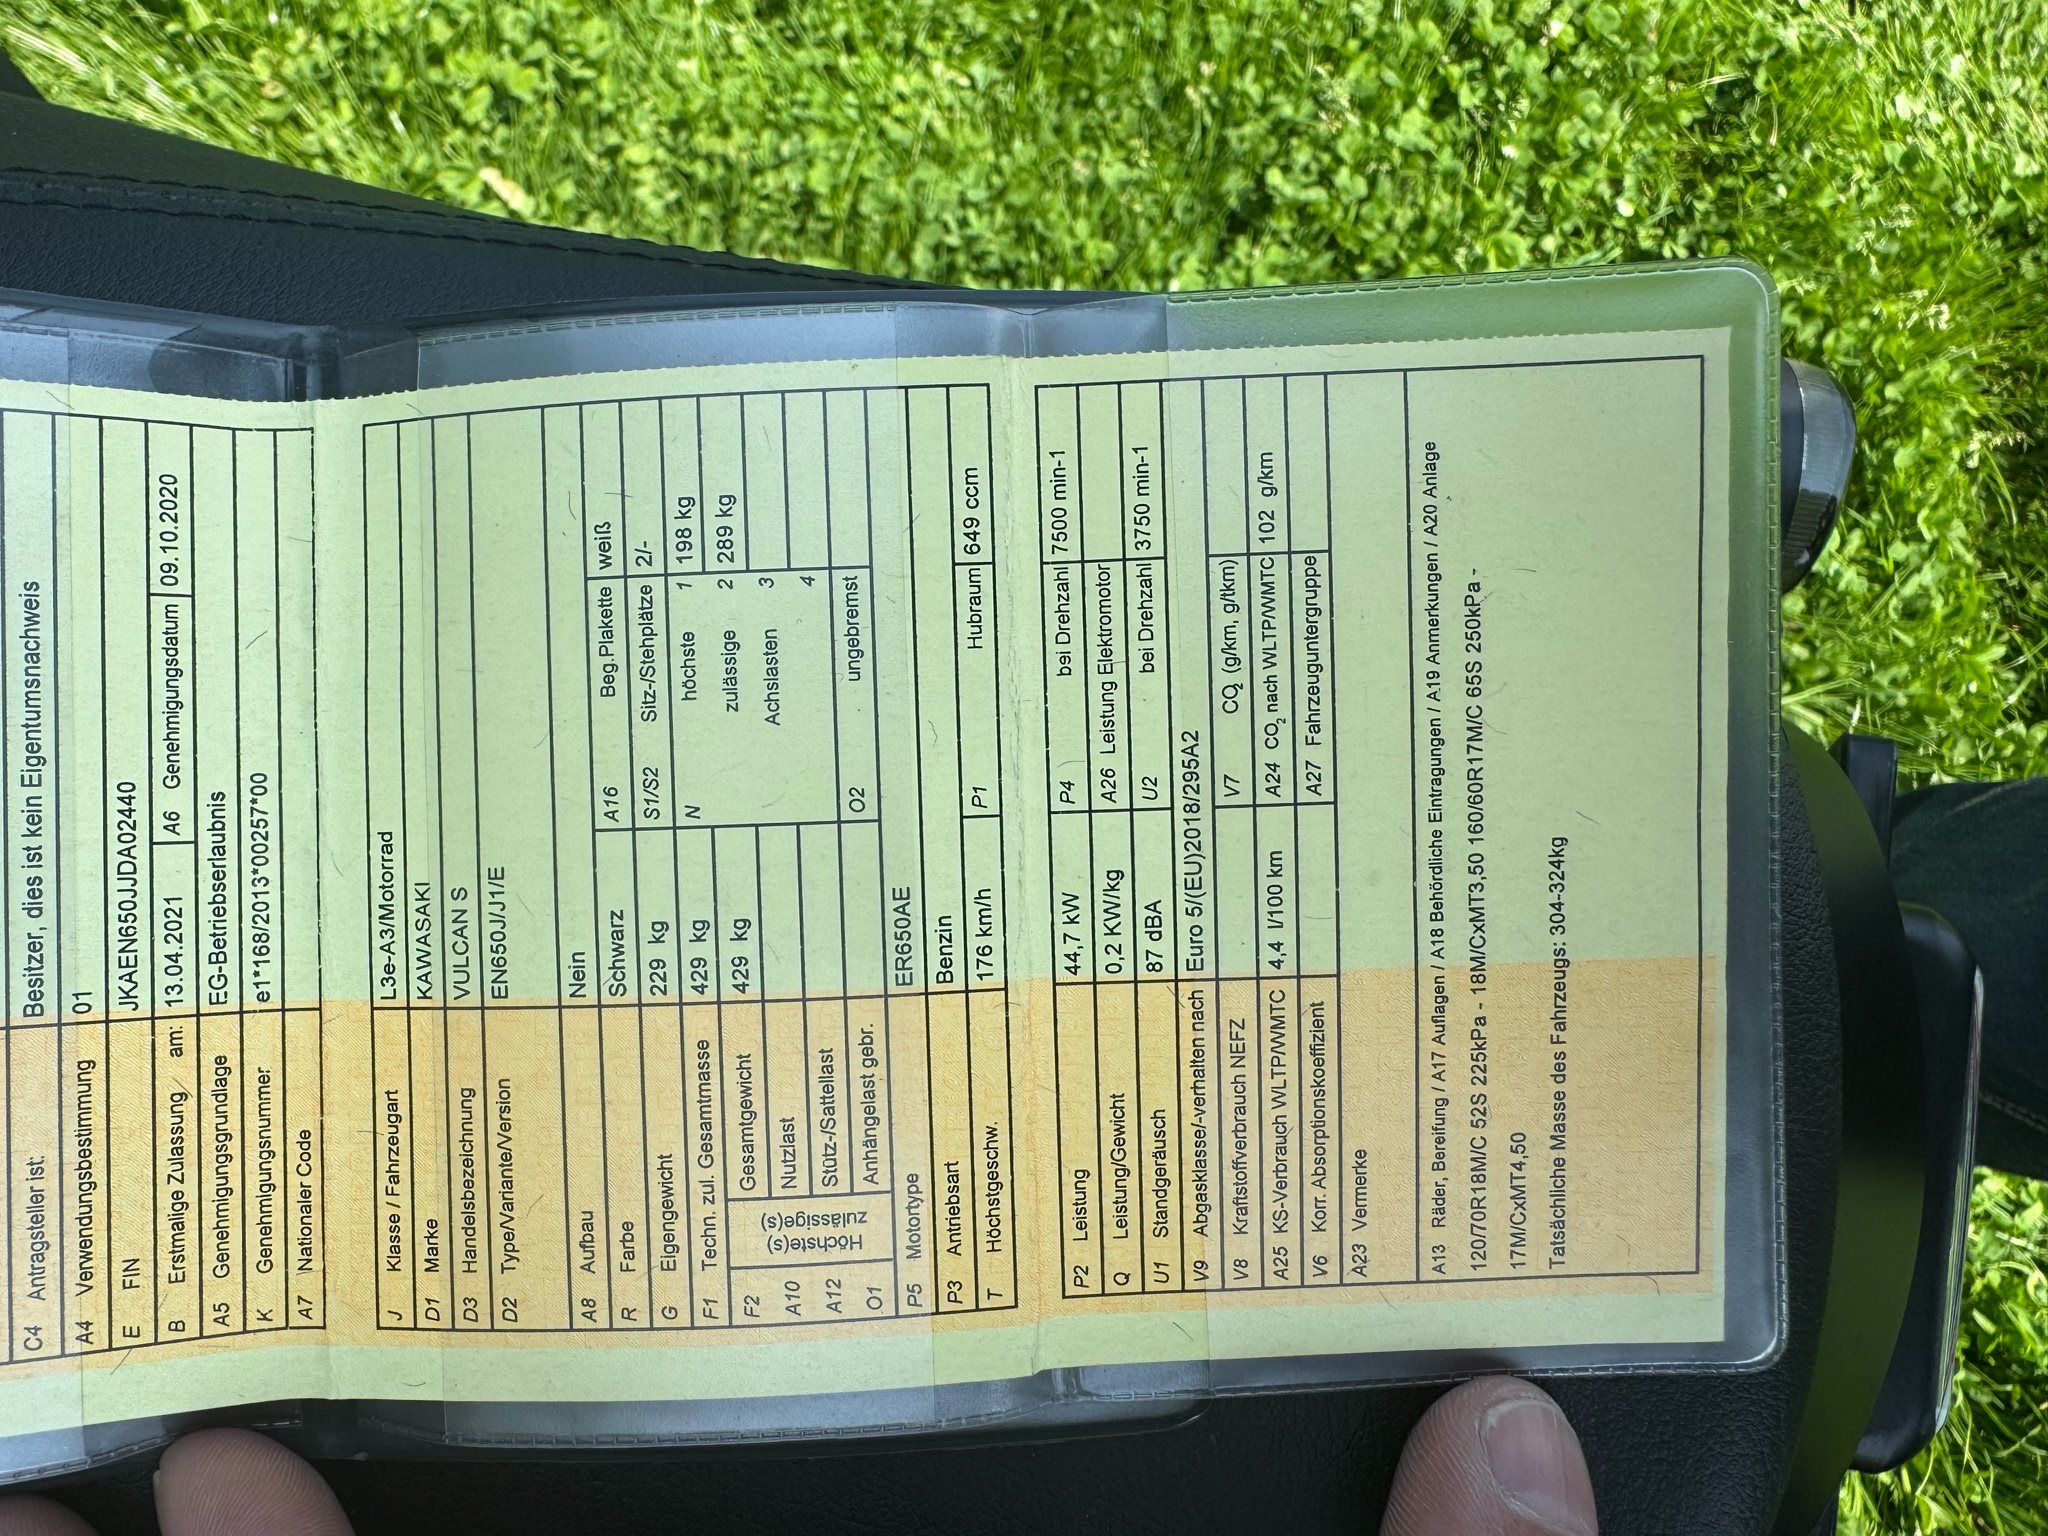 C4 Antragsteller ist: Besitzer, dies ist kein Eigentumsnachweis
A4 Verwendungsbestimmung 01
E FIN JKAEN650JJDA02440
B Erstmalige Zulassung am: 13.04.2021 A6 Genehmigungsdatum 09.10.2020
A5 Genehmigungsgrundlage EG-Betriebserlaubnis
K Genehmigungsnummer e1*168/2013*00257*00
A7 Nationaler Code
J Klasse / Fahrzeugart L3e-A3/Motorrad
D1 Marke KAWASAKI
D3 Handelsbezeichnung VULCAN S
D2 Type/Variante/Version EN650J/J1/E
A8 Aufbau Nein A16 Beg.Plakette weiß
R Farbe Schwarz S1/S2 Sitz-/Stehplätze 2/-
G Eigengewicht 229 kg N höchste 1 198 kg
F1 Techn. zul. Gesamtmasse 429 kg zulässige 2 289 kg
F2 Höchste(s) zulässige(s) Gesamtgewicht 429 kg Achslasten 3
A10 Nutzlast 4
A12 Stütz-/Sattellast
O1 Anhängelast gebr. O2 ungebremst
P5 Motortype ER650AE
P3 Antriebsart Benzin
T Höchstgeschw. 176 km/h P1 Hubraum 649 ccm
P2 Leistung 44,7 kW P4 bei Drehzahl 7500 min-1
Q Leistung/Gewicht 0,2 KW/kg A26 Leistung Elektromotor
U1 Standgeräusch 87 dBA U2 bei Drehzahl 3750 min-1
V9 Abgasklasse/-verhalten nach Euro 5/(EU)2018/295A2
V8 Kraftstoffverbrauch NEFZ V7 CO2 (g/km, g/tkm)
A25 KS-Verbrauch WLTP/WMTC 4,4 l/100 km A24 CO2 nach WLTP/WMTC 102 g/km
V6 Korr. Absorptionskoeffizient A27 Fahrzeuguntergruppe
A23 Vermerke
A13 Räder, Bereifung / A17 Auflagen / A18 Behördliche Eintragungen / A19 Anmerkungen / A20 Anlage
120/70R18M/C 52S 225kPa - 18M/CxMT3,50 160/60R17M/C 65S 250kPa -
17M/CxMT4,50
Tatsächliche Masse des Fahrzeugs: 304-324kg